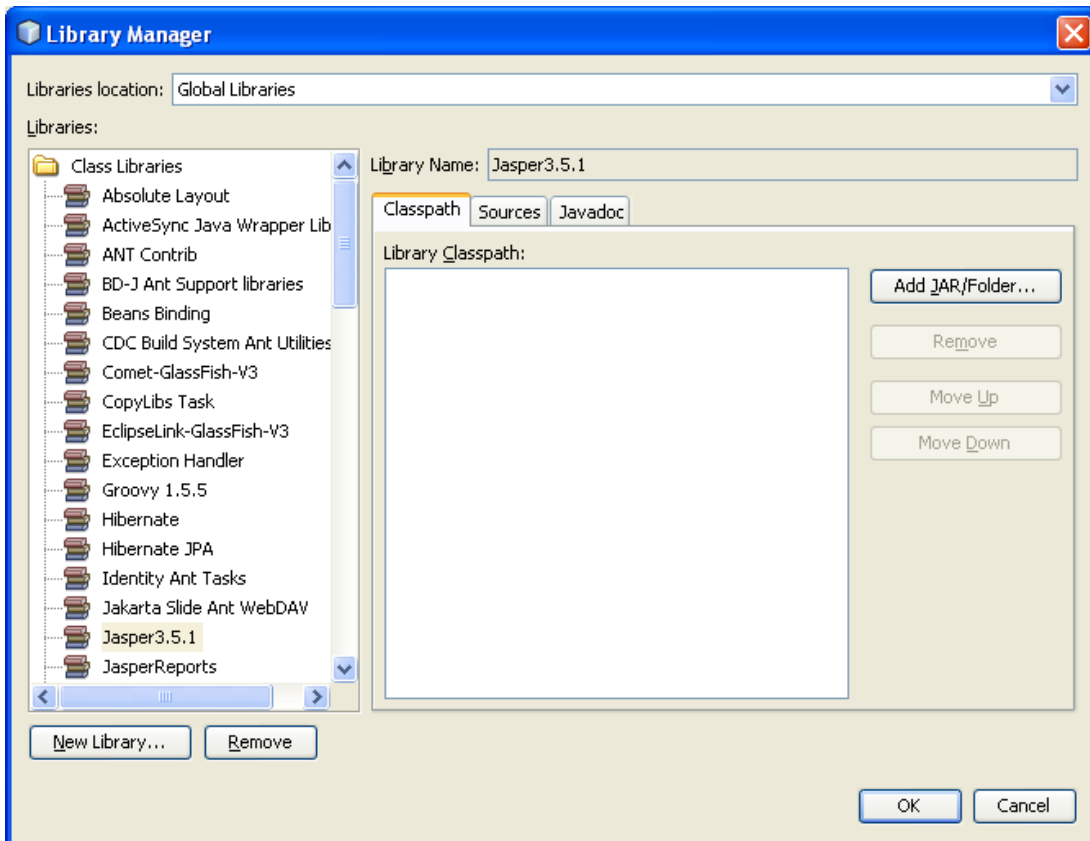 Library Manager
Libraries location: Global Libraries
Libraries:
Class Libraries
Absolute Layout
ActiveSync Java Wrapper Lib
ANT Contrib
BD-J Ant Support libraries
Beans Binding
CDC Build System Ant Utilities
Comet-GlassFish-V3
CopyLibs Task
EclipseLink-GlassFish-V3
Exception Handler
Groovy 1.5.5
Hibernate
Hibernate JPA
Identity Ant Tasks
Jakarta Slide Ant WebDAV
Jasper3.5.1
JasperReports
New Library... Remove
Library Name: Jasper3.5.1
Classpath Sources Javadoc
Library Classpath:
Add JAR/Folder...
Remove
Move Up
Move Down
OK Cancel